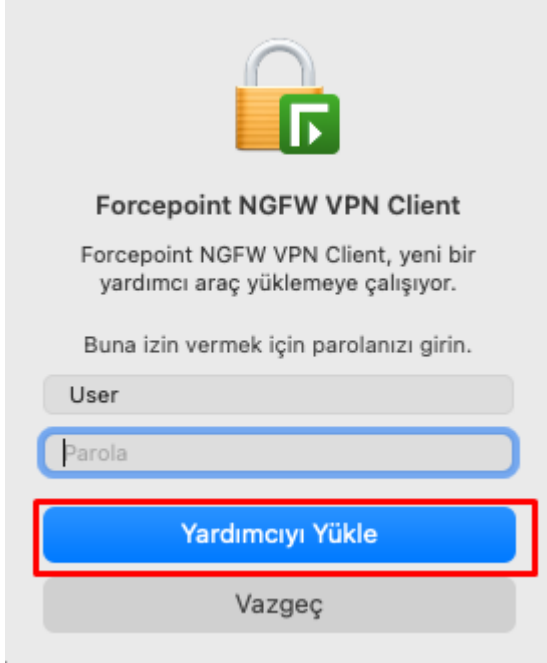 Forcepoint NGFW VPN Client
Forcepoint NGFW VPN Client, yeni bir
yardımcı araç yüklemeye çalışıyor.
Buna izin vermek için parolanızı girin.
User
Parola
Yardımcıyı Yükle
Vazgeç